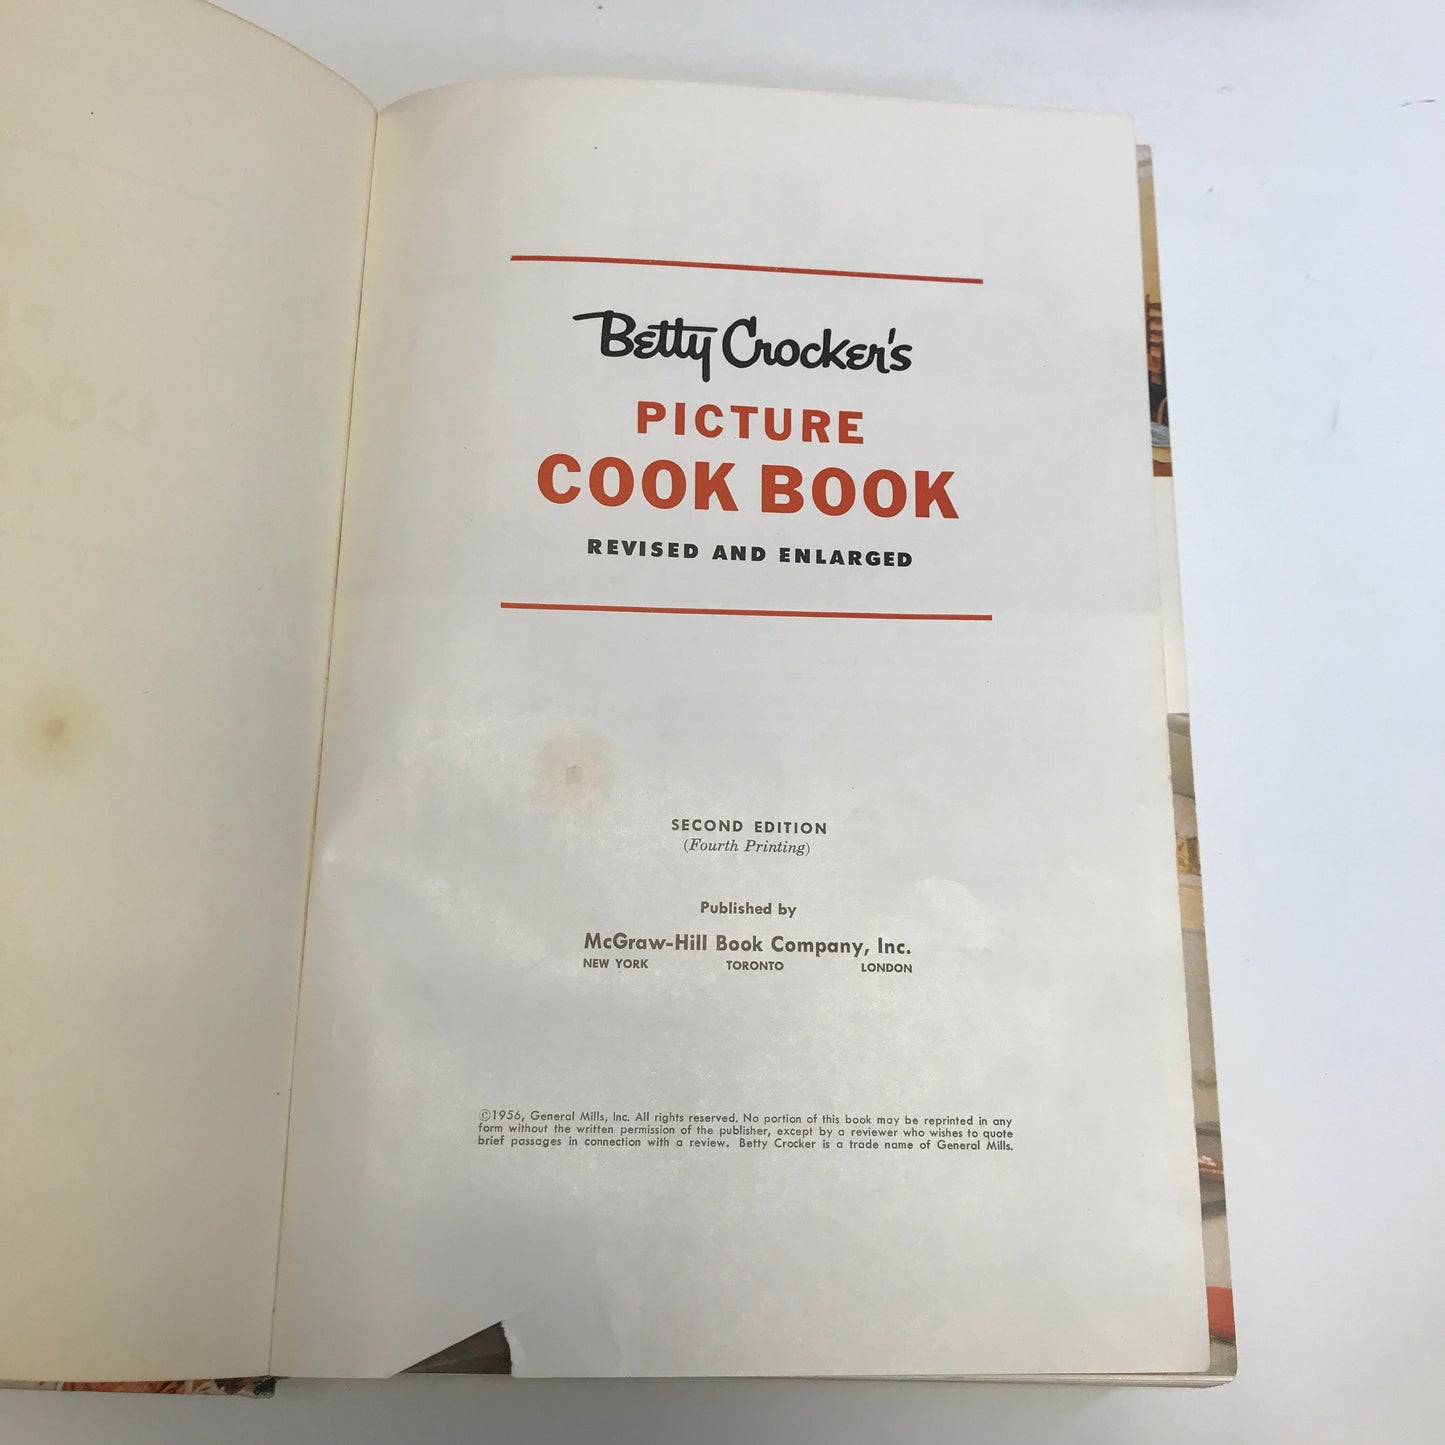 Betty Crocker's
PICTURE
COOK BOOK
REVISED AND ENLARGED
SECOND EDITION
(Fourth Printing)
Published by
McGraw-Hill Book Company, Inc.
NEW YORK TORONTO LONDON
©1956, General Mills, Inc. All rights reserved. No portion of this book may be reprinted in any
form without the written permission of the publisher, except by a reviewer who wishes to quote
brief passages in connection with a review. Betty Crocker is a trade name of General Mills.